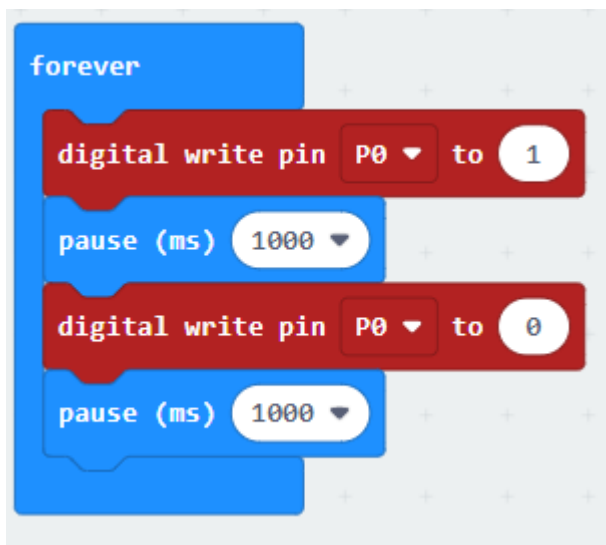 forever
digital write pin P0 to 1
pause (ms) 1000
digital write pin P0 to 0
pause (ms) 1000